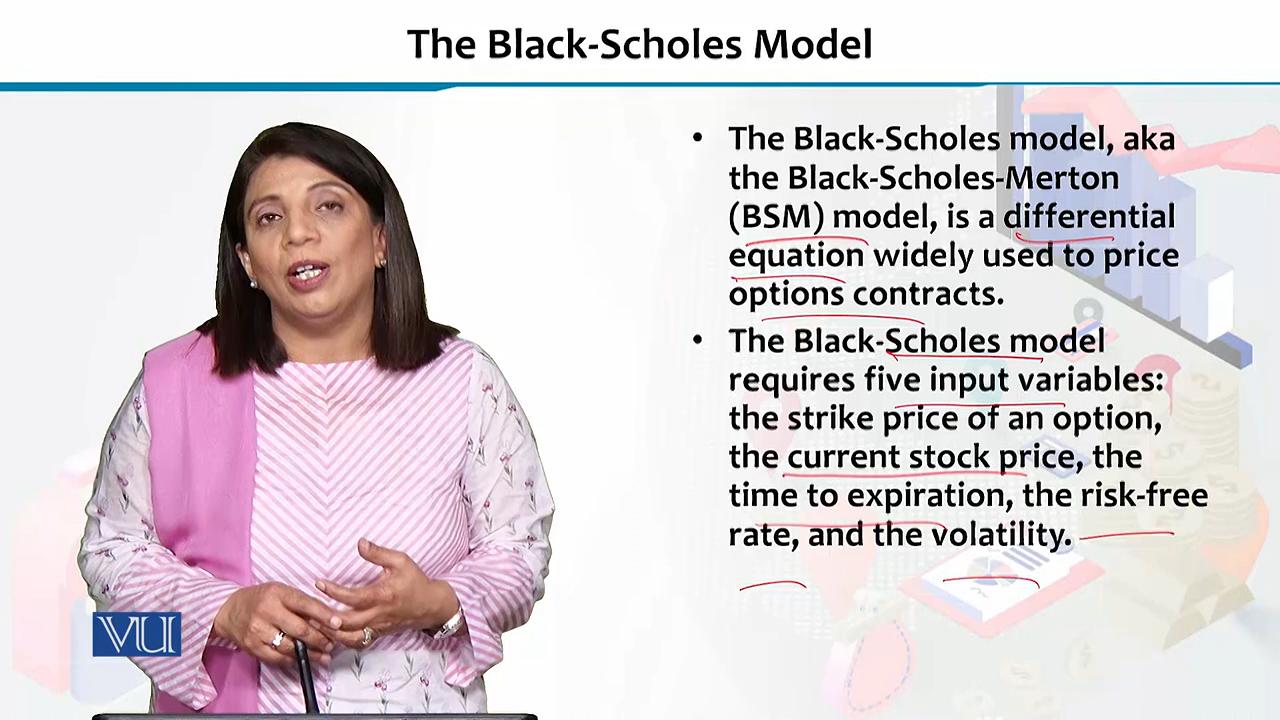 The Black-Scholes Model
• The Black-Scholes model, aka
the Black-Scholes-Merton
(BSM) model, is a differential
equation widely used to price
options contracts.
• The Black-Scholes model
requires five input variables:
the strike price of an option,
the current stock price, the
time to expiration, the risk-free
rate, and the volatility.
VU